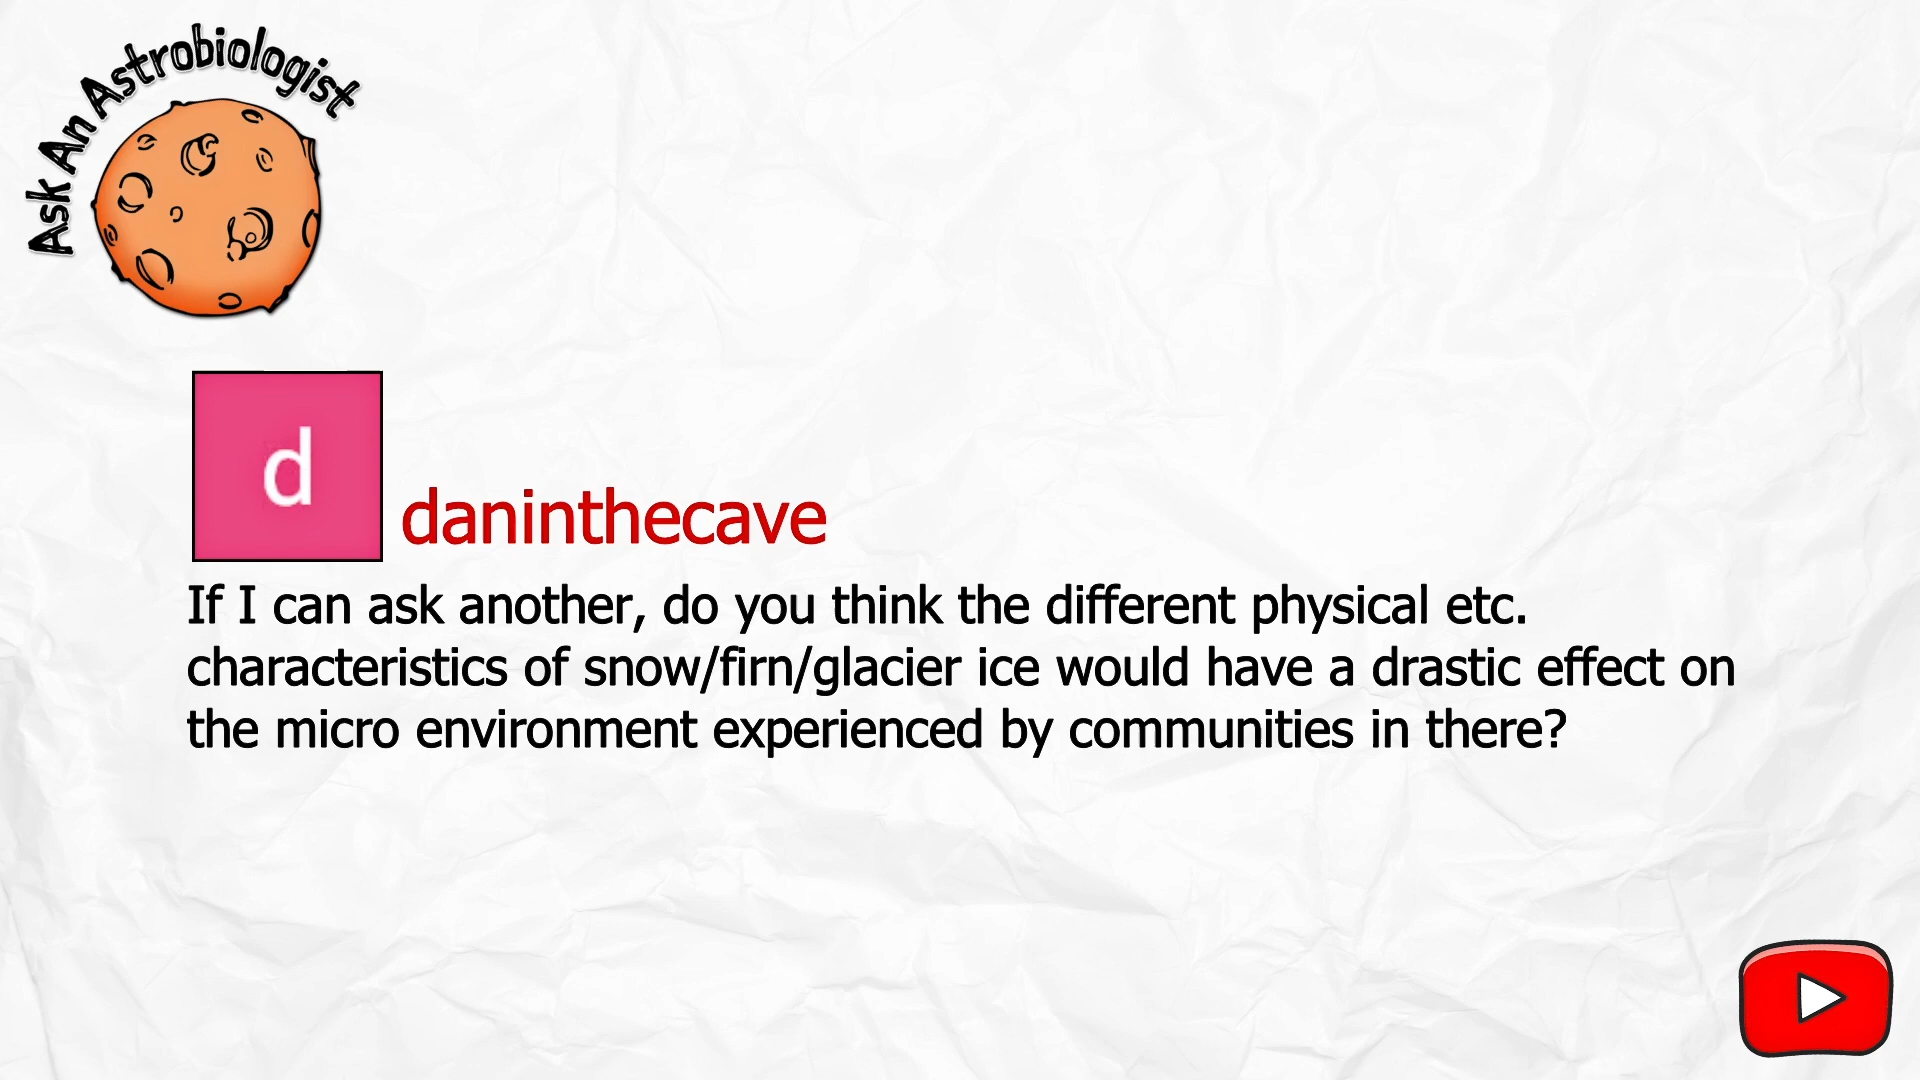 Ask An Astrobiologist
d
daninthecave
If I can ask another, do you think the different physical etc.
characteristics of snow/firn/glacier ice would have a drastic effect on
the micro environment experienced by communities in there?